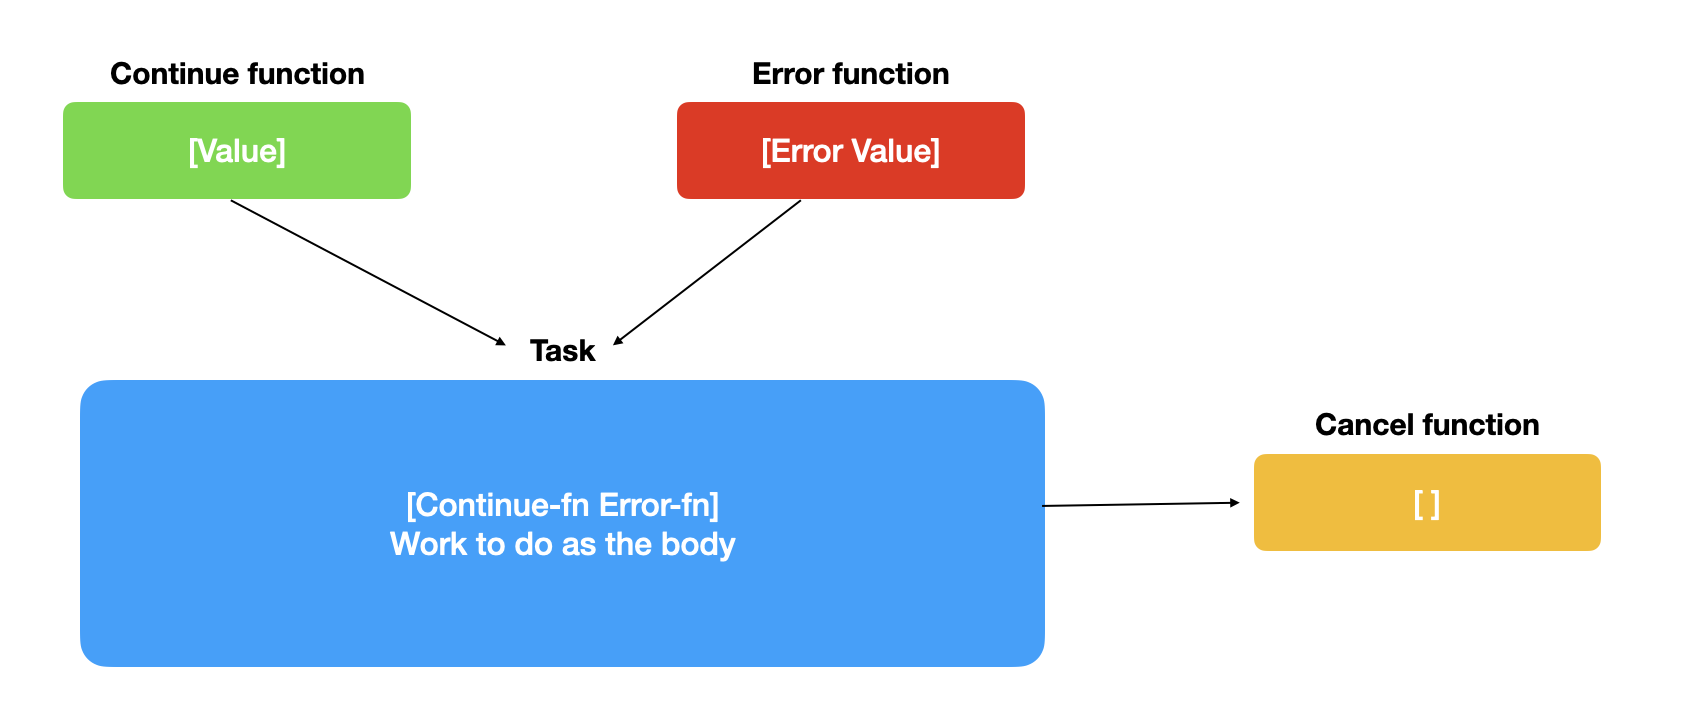 Continue function
[Value]
Error function
[Error Value]
Task
[Continue-fn Error-fn]
Work to do as the body
Cancel function
[ ]